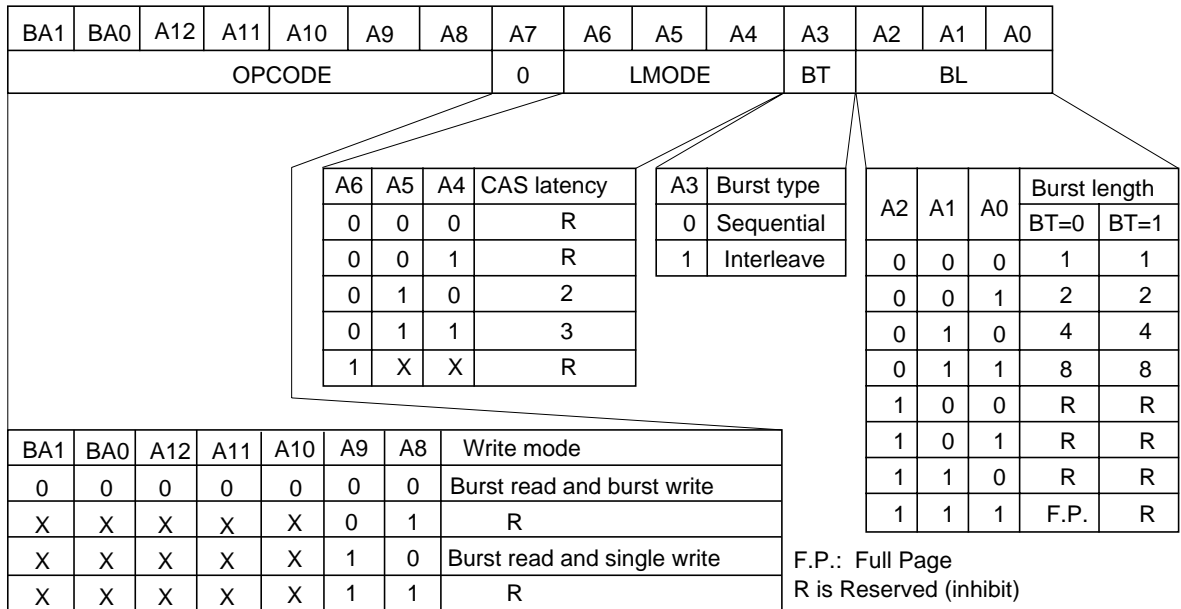 BA1 BA0 A12 A11 A10 A9 A8 A7 A6 A5 A4 A3 A2 A1 A0
OPCODE 0 LMODE BT BL
A6 A5 A4 CAS latency
0 0 0 R
0 0 1 R
0 1 0 2
0 1 1 3
1 X X R
A3 Burst type
0 Sequential
1 Interleave
A2 A1 A0 Burst length
BT=0 BT=1
0 0 0 1 1
0 0 1 2 2
0 1 0 4 4
0 1 1 8 8
1 0 0 R R
1 0 1 R R
1 1 0 R R
1 1 1 F.P. R
BA1 BA0 A12 A11 A10 A9 A8 Write mode
0 0 0 0 0 0 0 Burst read and burst write
X X X X X 0 1 R
X X X X X 1 0 Burst read and single write
X X X X X 1 1 R
F.P.: Full Page
R is Reserved (inhibit)